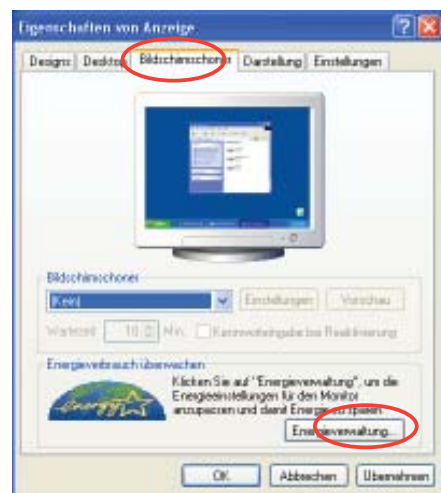 Eigenschaften von Anzeige
Designs Desktop Bildschirmschoner Darstellung Einstellungen
Bildschirmschoner
(Kein) Einstellungen Vorschau
Wartezeit 10 Min. Kennworteingabe bei Reaktivierung
Energieverbrauch überwachen
Klicken Sie auf "Energieverwaltung", um die
Energieeinstellungen für den Monitor
anzupassen und damit Energie zu sparen.
Energieverwaltung...
OK Abbrechen Übernehmen